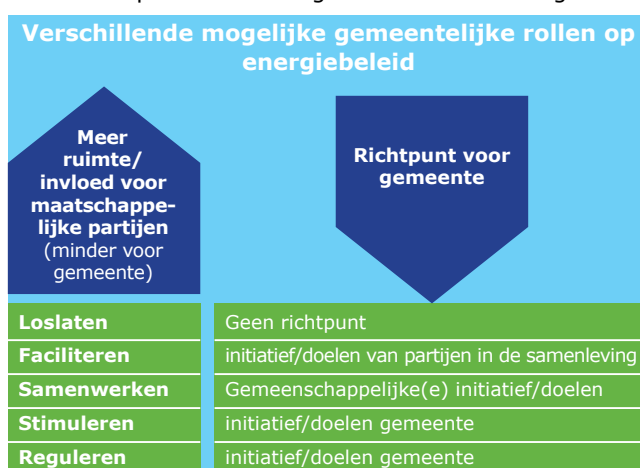 Verschillende mogelijke gemeentelijke rollen op
energiebeleid
Meer
ruimte/
invloed voor
maatschappe-
lijke partijen
(minder voor
gemeente)
Richtpunt voor
gemeente
Loslaten Geen richtpunt
Faciliteren initiatief/doelen van partijen in de samenleving
Samenwerken Gemeenschappelijke(e) initiatief/doelen
Stimuleren initiatief/doelen gemeente
Reguleren initiatief/doelen gemeente